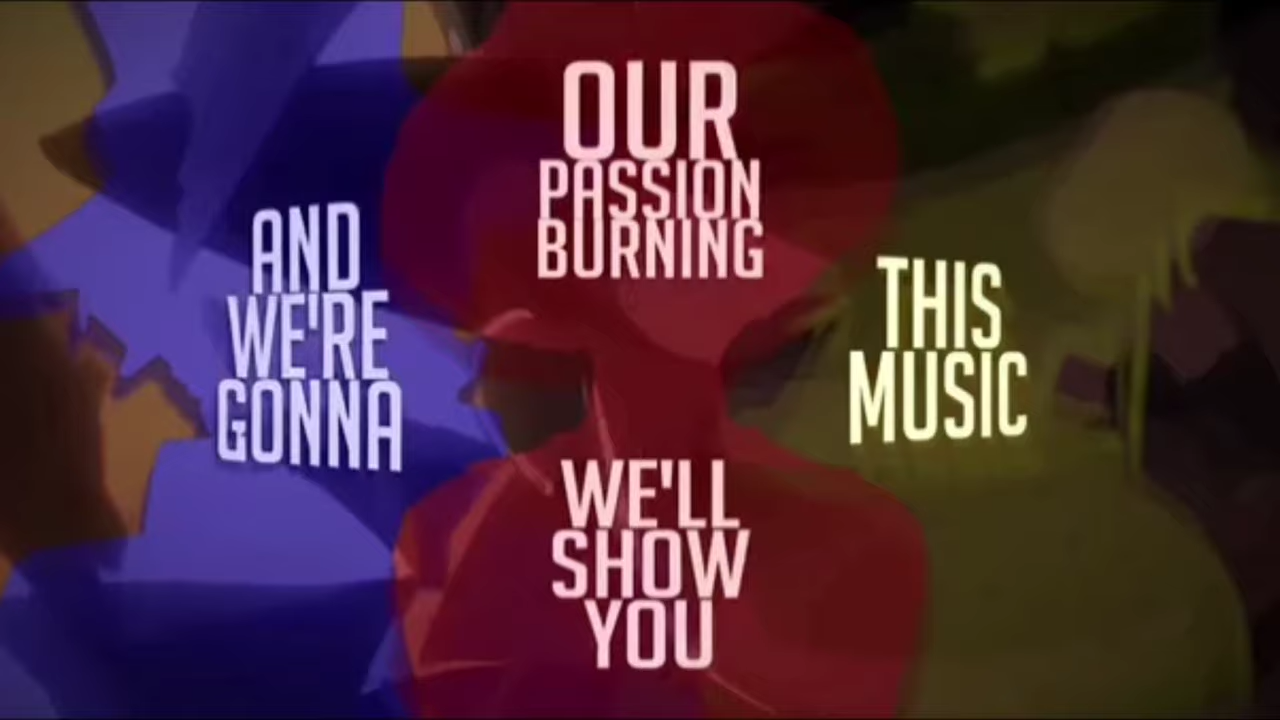 OUR
PASSION
BURNING
AND
WE'RE
GONNA
THIS
MUSIC
WE'LL
SHOW
YOU